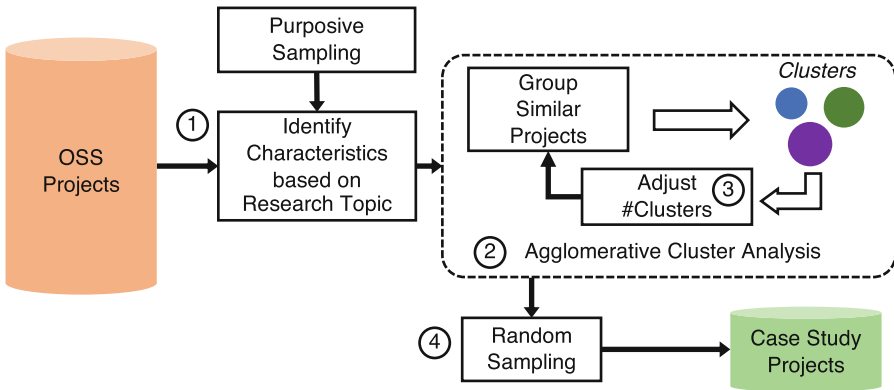 Purposive
Sampling
OSS
Projects
1
Identify
Characteristics
based on
Research Topic
Group
Similar
Projects
Clusters
Adjust
#Clusters
3
2 Agglomerative Cluster Analysis
4
Random
Sampling
Case Study
Projects